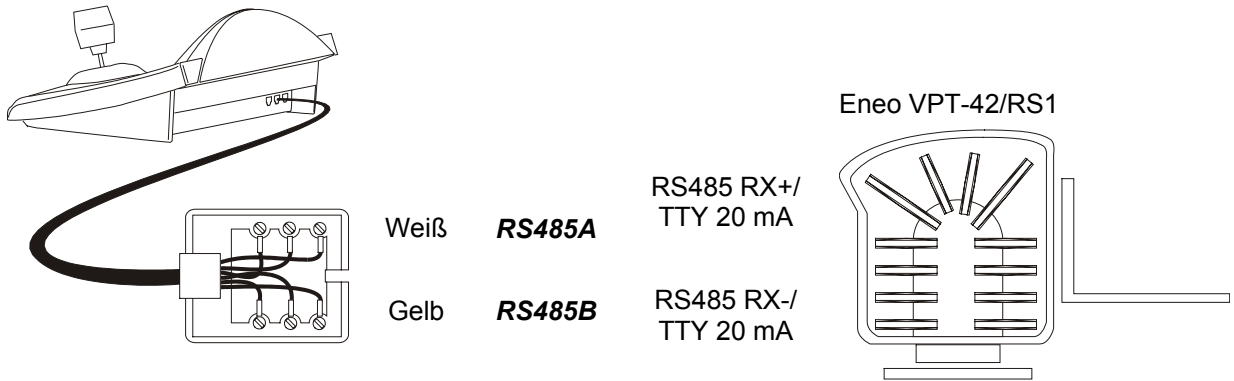 Eneo VPT-42/RS1
Weiß RS485A RS485 RX+/
TTY 20 mA
Gelb RS485B RS485 RX-/
TTY 20 mA